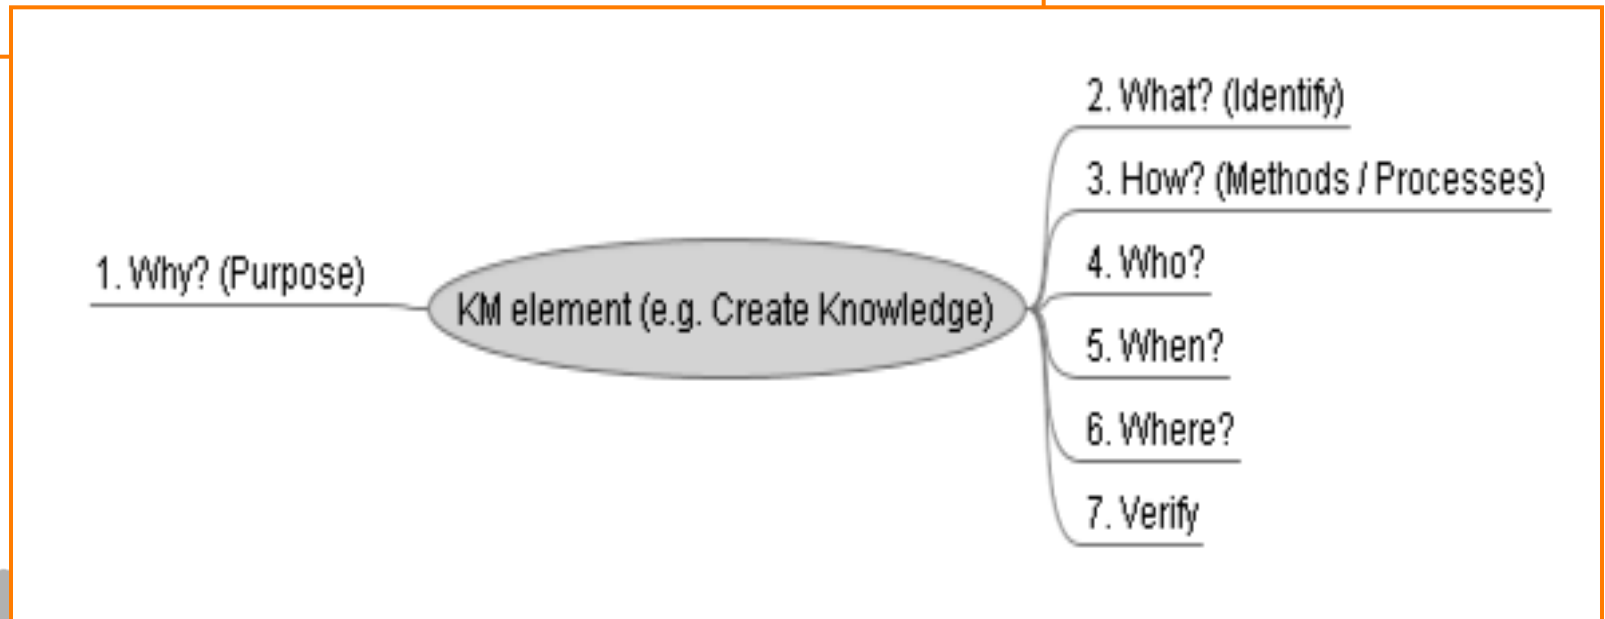 1. Why? (Purpose)
KM element (e.g. Create Knowledge)
2. What? (Identify)
3. How? (Methods / Processes)
4. Who?
5. When?
6. Where?
7. Verify